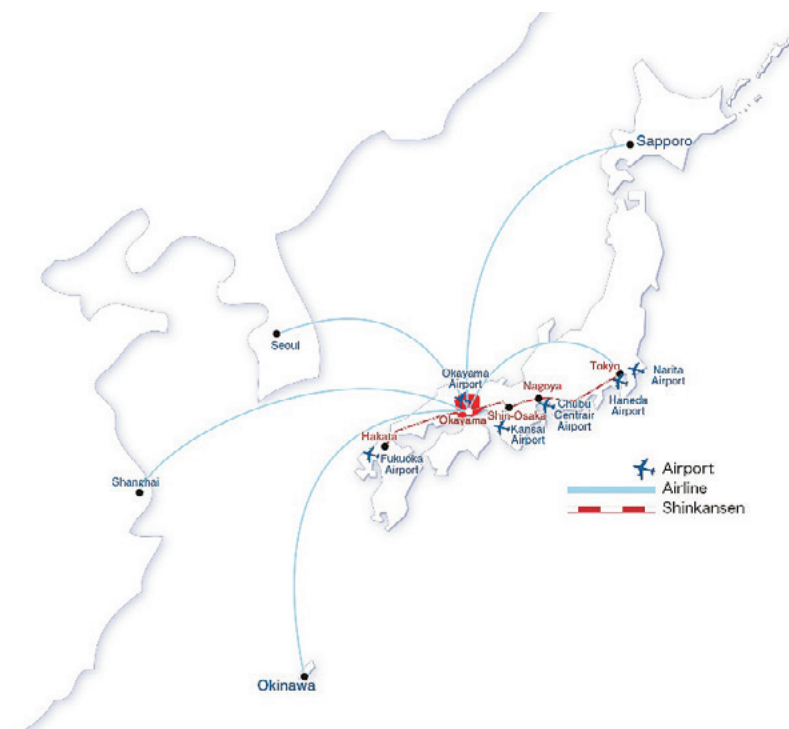 Sapporo
Seoul
Okayama
Airport
Tokyo
Narita
Airport
Nagoya
Haneda
Airport
Okayama
Shin-Osaka
Chubu
Centrair
Airport
Kansai
Airport
Hakata
Fukuoka
Airport
Shanghai
Airport
Airline
Shinkansen
Okinawa